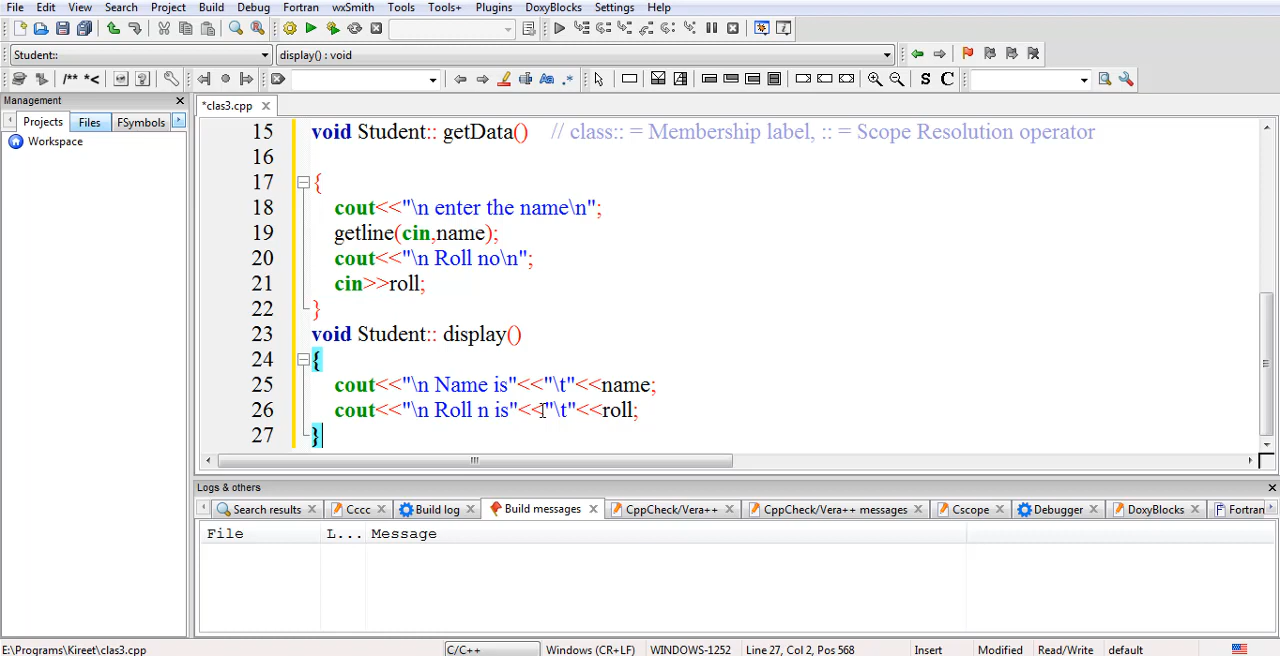 File Edit View Search Project Build Debug Fortran wxSmith Tools Tools+ Plugins DoxyBlocks Settings Help
Student:: display() : void
/** *< S C
Management
Projects Files FSymbols
Workspace
*clas3.cpp
15 void Student:: getData() // class:: = Membership label, :: = Scope Resolution operator
16
17 {
18 cout<<"\n enter the name\n";
19 getline(cin,name);
20 cout<<"\n Roll no\n";
21 cin>>roll;
22 }
23 void Student:: display()
24 {
25 cout<<"\n Name is"<<"\t"<<name;
26 cout<<"\n Roll n is"<<"\t"<<roll;
27 }
Logs & others
Search results Cccc Build log Build messages CppCheck/Vera++ CppCheck/Vera++ messages Cscope Debugger DoxyBlocks Fortran
File L... Message
E:\Programs\Kireet\clas3.cpp C/C++ Windows (CR+LF) WINDOWS-1252 Line 27, Col 2, Pos 568 Insert Modified Read/Write default